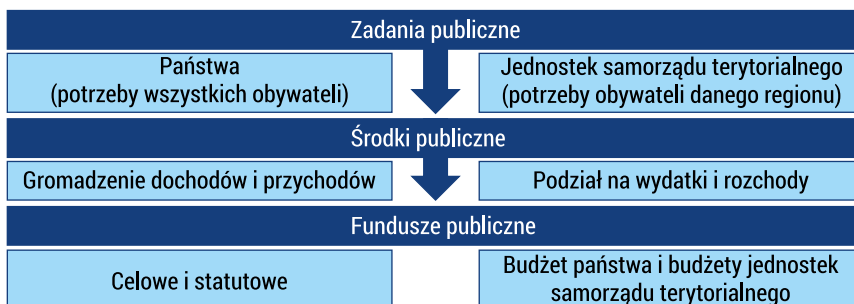 Zadania publiczne
Państwa
(potrzeby wszystkich obywateli)
Jednostek samorządu terytorialnego
(potrzeby obywateli danego regionu)
Środki publiczne
Gromadzenie dochodów i przychodów
Podział na wydatki i rozchody
Fundusze publiczne
Celowe i statutowe
Budżet państwa i budżety jednostek
samorządu terytorialnego